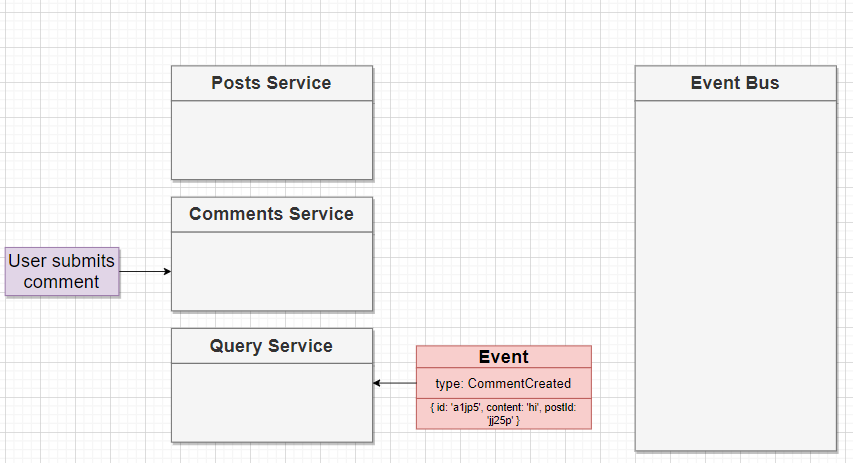 Posts Service
Event Bus
Comments Service
User submits
comment
Query Service
Event
type: CommentCreated
{ id: 'a1jp5', content: 'hi', postId:
'jj25p' }